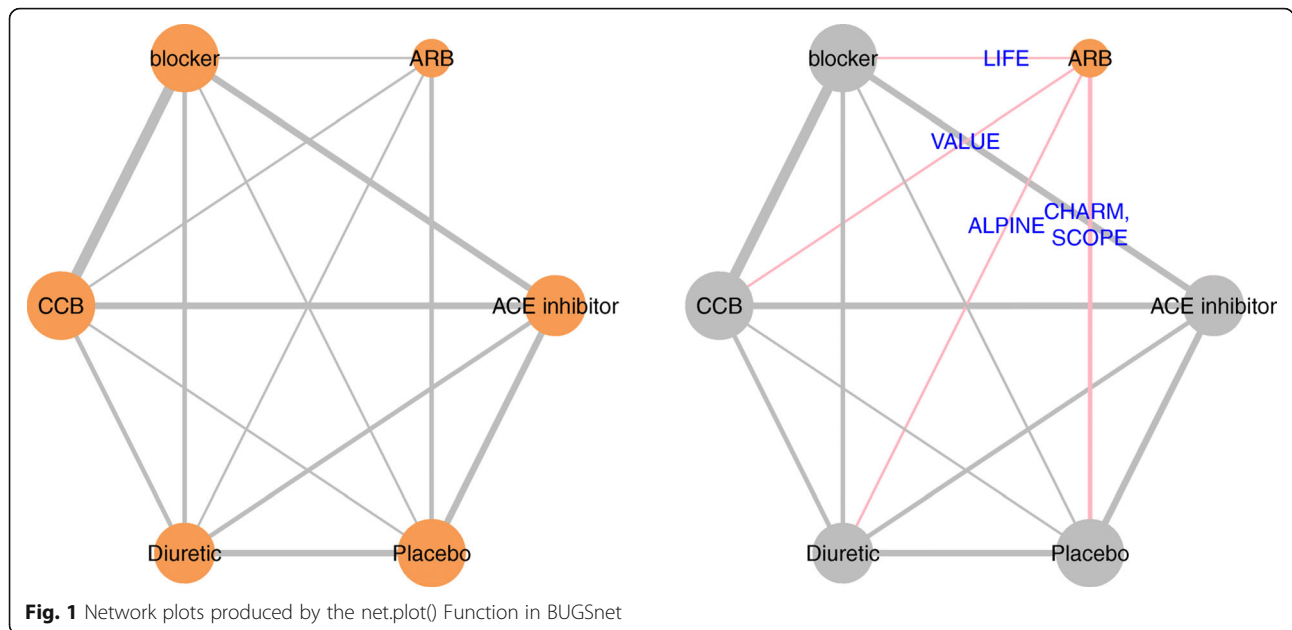 blocker
ARB
CCB
ACE inhibitor
Diuretic
Placebo
blocker
LIFE
ARB
VALUE
ALPINE
CHARM,
SCOPE
CCB
ACE inhibitor
Diuretic
Placebo
Fig. 1 Network plots produced by the net.plot() Function in BUGSnet